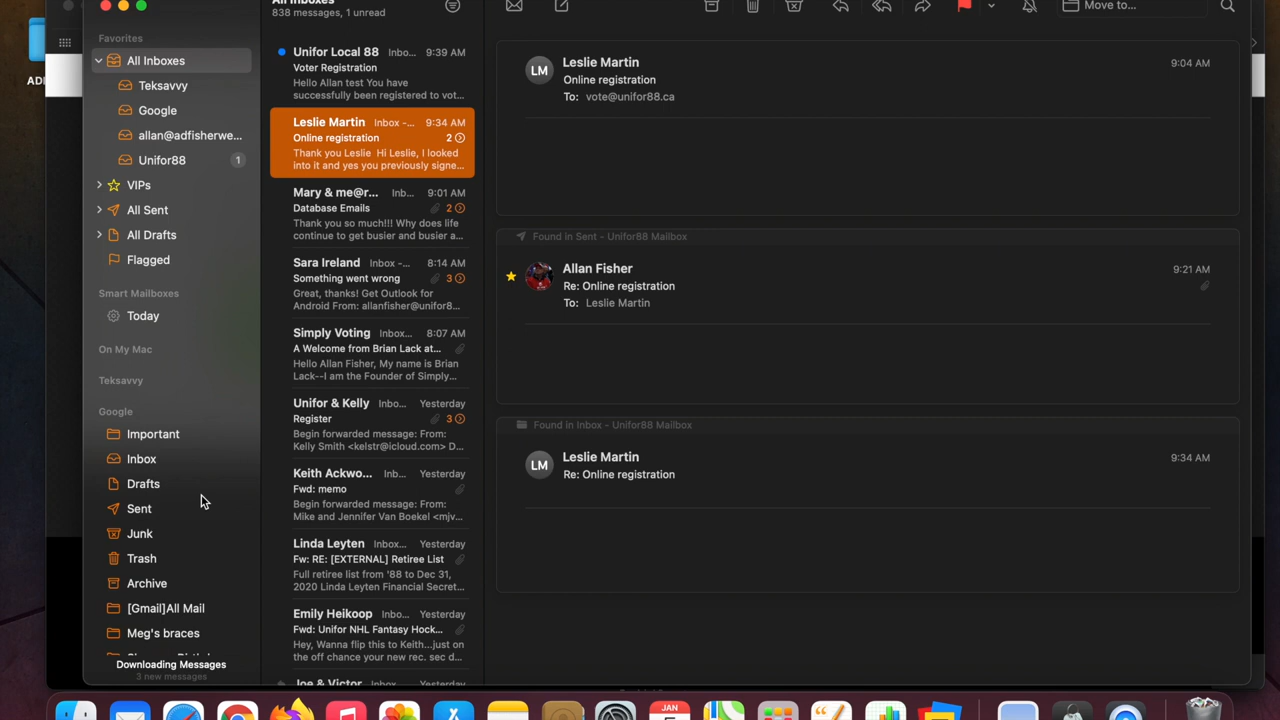 Favorites
All Inboxes
Teksavvy
Google
allan@adfisherwe...
Unifor88
1
VIPs
All Sent
All Drafts
Flagged
Smart Mailboxes
Today
On My Mac
Teksavvy
Google
Important
Inbox
Drafts
Sent
Junk
Trash
Archive
[Gmail]All Mail
Meg's braces
Downloading Messages
3 new messages
All Inboxes
838 messages, 1 unread
Unifor Local 88 Inbo... 9:39 AM
Voter Registration
Hello Allan test You have
successfully been registered to vot...
Leslie Martin Inbox -... 9:34 AM
Online registration 2
Thank you Leslie Hi Leslie, I looked
into it and yes you previously signe...
Mary & me@r... Inb... 9:01 AM
Database Emails 2
Thank you so much!!! Why does life
continue to get busier and busier a...
Sara Ireland Inbox -... 8:14 AM
Something went wrong 3
Great, thanks! Get Outlook for
Android From: allanfisher@unifor8...
Simply Voting Inbox... 8:07 AM
A Welcome from Brian Lack at...
Hello Allan Fisher, My name is Brian
Lack--I am the Founder of Simply...
Unifor & Kelly Inbo... Yesterday
Register 3
Begin forwarded message: From:
Kelly Smith <kelstr@icloud.com> D...
Keith Ackwo... Inb... Yesterday
Fwd: memo
Begin forwarded message: From:
Mike and Jennifer Van Boekel <mjv...
Linda Leyten Inbox... Yesterday
Fw: RE: [EXTERNAL] Retiree List
Full retiree list from '88 to Dec 31,
2020 Linda Leyten Financial Secret...
Emily Heikoop Inbo... Yesterday
Fwd: Unifor NHL Fantasy Hock...
Hey, Wanna flip this to Keith...just on
the off chance your new rec. sec d...
Joe & Victor Inbox... Yesterday
Move to...
LM
Leslie Martin 9:04 AM
Online registration
To: vote@unifor88.ca
Found in Sent - Unifor88 Mailbox
Allan Fisher 9:21 AM
Re: Online registration
To: Leslie Martin
Found in Inbox - Unifor88 Mailbox
LM
Leslie Martin 9:34 AM
Re: Online registration
JAN